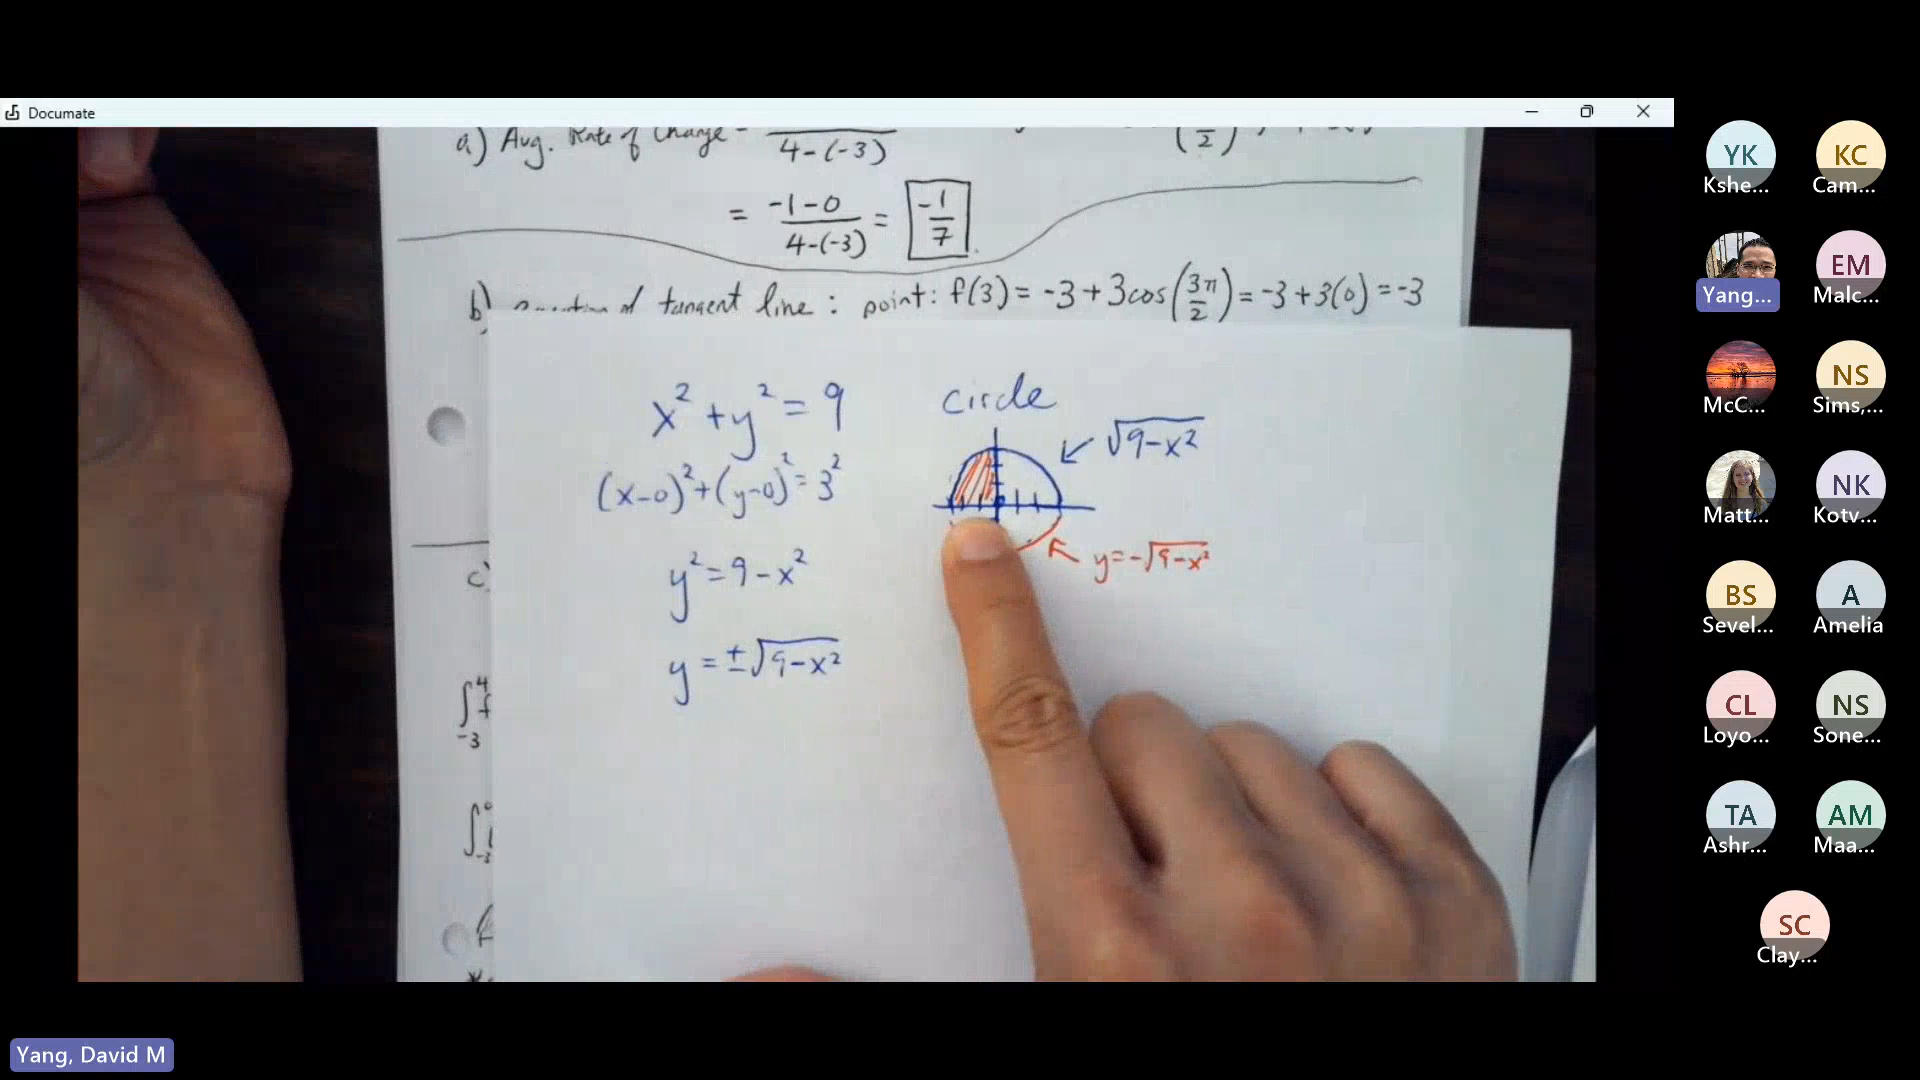 Documate
a) Avg. Rate of Change = 4-(-3)
= -1-0 / 4-(-3) = -1/7
b) tangent line : point: f(3) = -3+3cos(3π/2) = -3+3(0) = -3
x² + y² = 9
circle
√9-x²
(x-0)²+(y-0)²=3²
y=-√9-x²
y²=9-x²
c)
y = ±√9-x²
∫ 4 -3
YK
Kshe...
KC
Cam...
Yang...
EM
Malc...
McC...
NS
Sims,...
Matt...
NK
Kotv...
BS
Sevel...
A
Amelia
CL
Loyo...
NS
Sone...
TA
Ashr...
AM
Maa...
SC
Clay...
Yang, David M